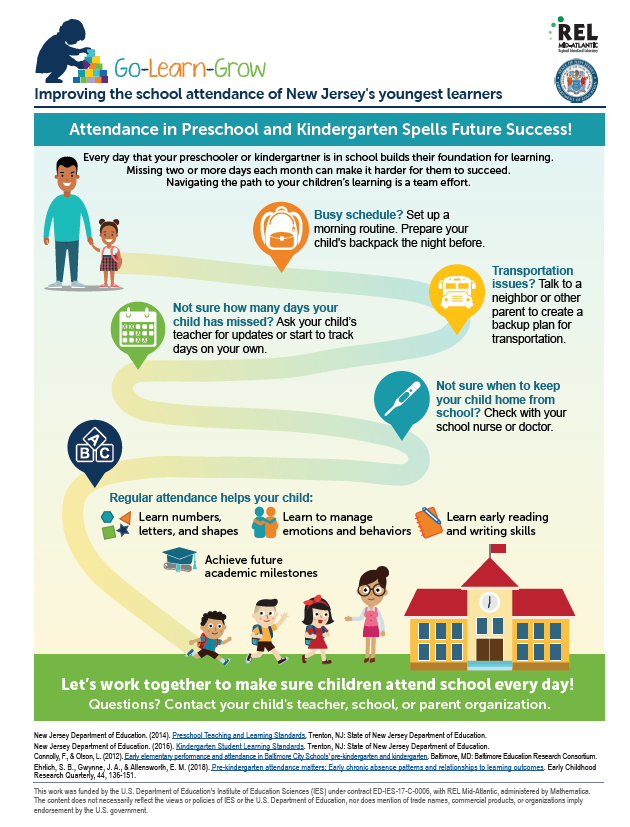 REL
MID-ATLANTIC
Regional Educational Laboratory
Go-Learn-Grow
Improving the school attendance of New Jersey's youngest learners
Attendance in Preschool and Kindergarten Spells Future Success!
Every day that your preschooler or kindergartner is in school builds their foundation for learning.
Missing two or more days each month can make it harder for them to succeed.
Navigating the path to your children's learning is a team effort.
Busy schedule? Set up a
morning routine. Prepare your
child's backpack the night before.
Transportation
issues? Talk to a
neighbor or other
parent to create a
backup plan for
transportation.
Not sure how many days your
child has missed? Ask your child's
teacher for updates or start to track
days on your own.
Not sure when to keep
your child home from
school? Check with your
school nurse or doctor.
A
B C
Regular attendance helps your child:
Learn numbers,
letters, and shapes
Learn to manage
emotions and behaviors
Learn early reading
and writing skills
Achieve future
academic milestones
Let's work together to make sure children attend school every day!
Questions? Contact your child's teacher, school, or parent organization.
New Jersey Department of Education. (2014). Preschool Teaching and Learning Standards. Trenton, NJ: State of New Jersey Department of Education.
New Jersey Department of Education. (2016). Kindergarten Student Learning Standards. Trenton, NJ: State of New Jersey Department of Education.
Connolly, F., & Olson, L. (2012). Early elementary performance and attendance in Baltimore City Schools' pre-kindergarten and kindergarten. Baltimore, MD: Baltimore Education Research Consortium.
Ehrlich, S. B., Gwynne, J. A., & Allensworth, E. M. (2018). Pre-kindergarten attendance matters: Early chronic absence patterns and relationships to learning outcomes. Early Childhood
Research Quarterly, 44, 136-151.
This work was funded by the U.S. Department of Education's Institute of Education Sciences (IES) under contract ED-IES-17-C-0006, with REL Mid-Atlantic, administered by Mathematica.
The content does not necessarily reflect the views or policies of IES or the U.S. Department of Education, nor does mention of trade names, commercial products, or organizations imply
endorsement by the U.S. government.